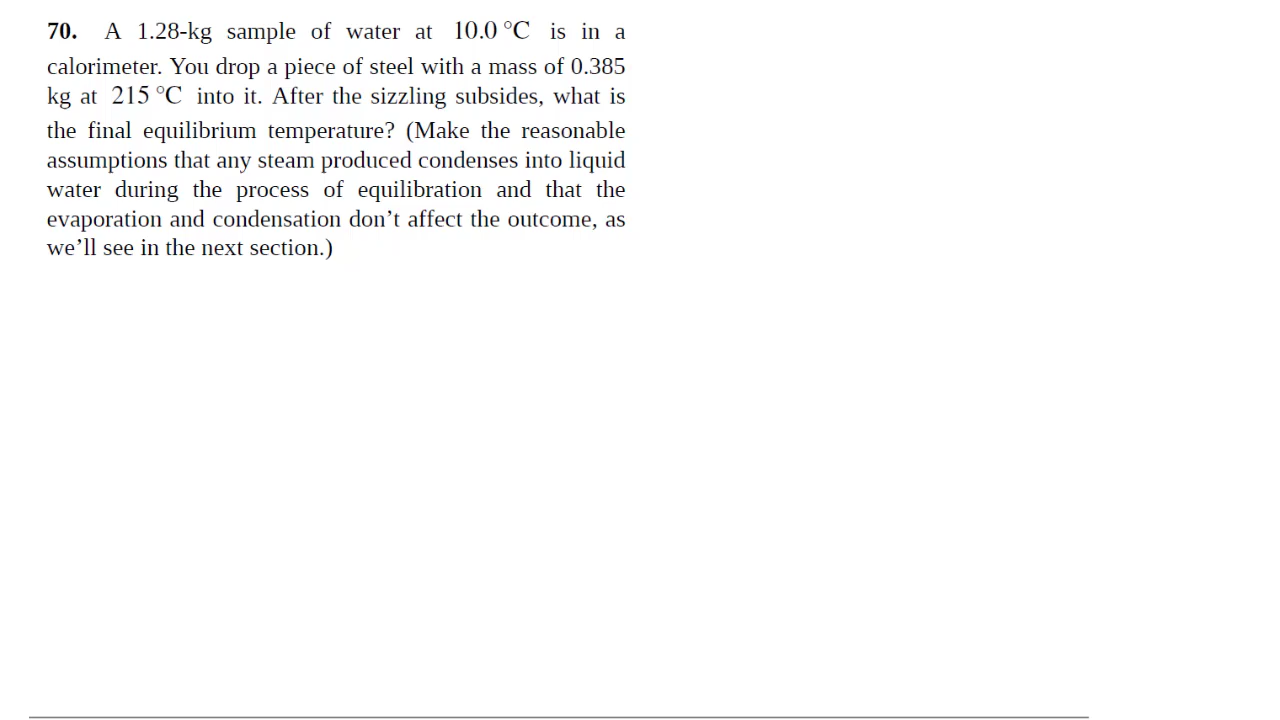 70. A 1.28-kg sample of water at 10.0 °C is in a
calorimeter. You drop a piece of steel with a mass of 0.385
kg at 215 °C into it. After the sizzling subsides, what is
the final equilibrium temperature? (Make the reasonable
assumptions that any steam produced condenses into liquid
water during the process of equilibration and that the
evaporation and condensation don’t affect the outcome, as
we’ll see in the next section.)